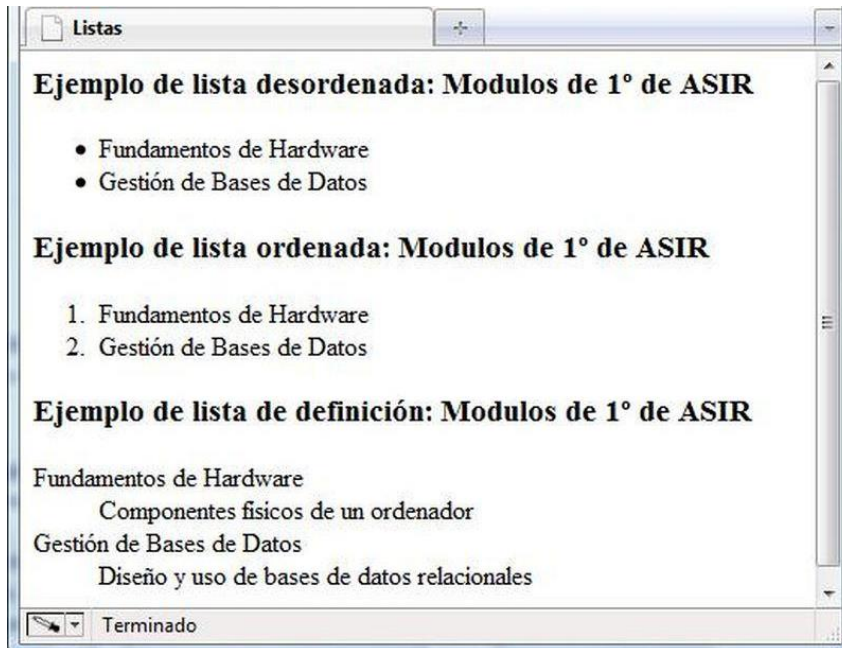 Listas
Ejemplo de lista desordenada: Modulos de 1º de ASIR
• Fundamentos de Hardware
• Gestión de Bases de Datos
Ejemplo de lista ordenada: Modulos de 1º de ASIR
1. Fundamentos de Hardware
2. Gestión de Bases de Datos
Ejemplo de lista de definición: Modulos de 1º de ASIR
Fundamentos de Hardware
Componentes fisicos de un ordenador
Gestión de Bases de Datos
Diseño y uso de bases de datos relacionales
Terminado